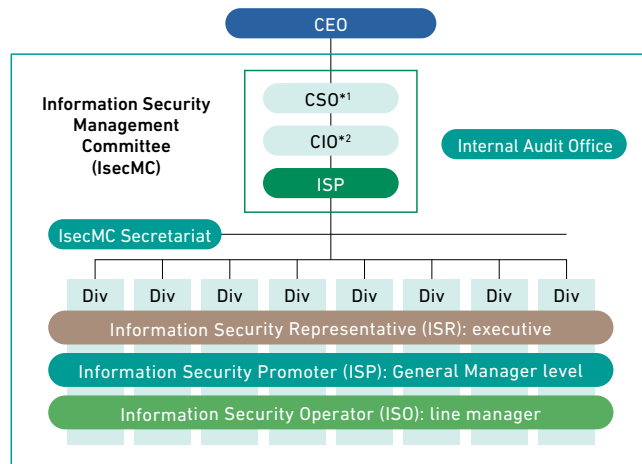 CEO
Information Security
Management
Committee
(IsecMC)
CSO*1
CIO*2
ISP
Internal Audit Office
IsecMC Secretariat
Div Div Div Div Div Div Div Div
Information Security Representative (ISR): executive
Information Security Promoter (ISP): General Manager level
Information Security Operator (ISO): line manager